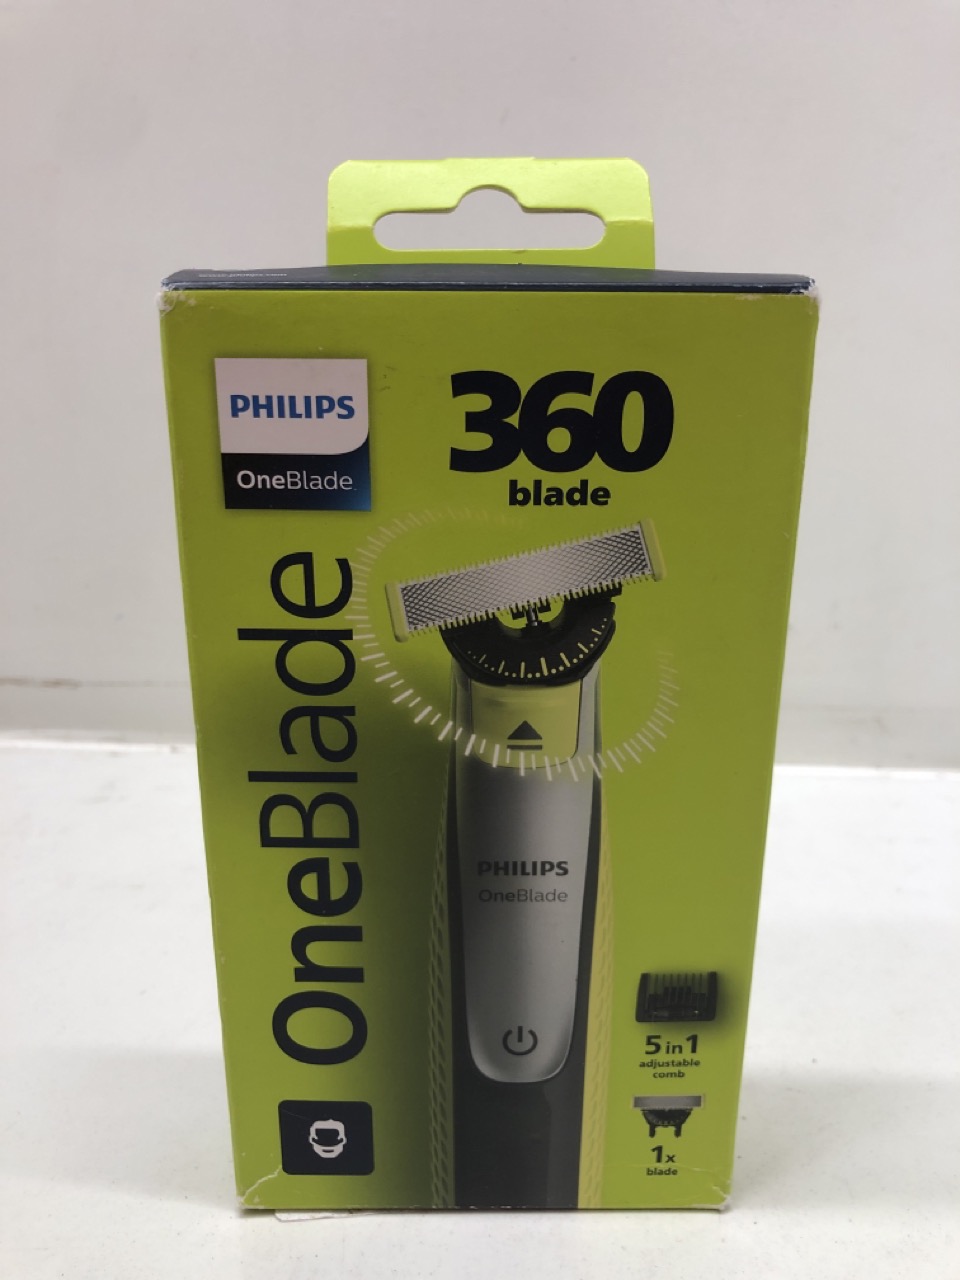 PHILIPS
OneBlade
360
blade
OneBlade
PHILIPS
OneBlade
5 in 1
adjustable
comb
1x
blade